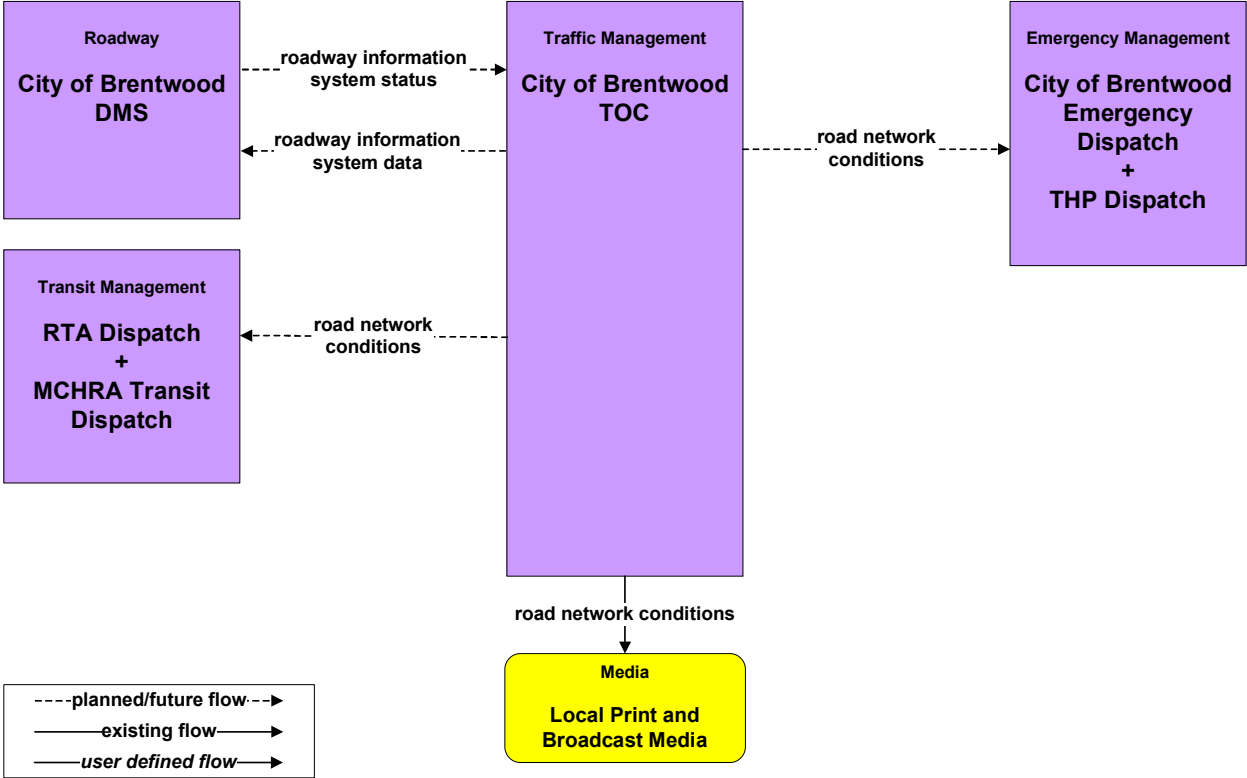 Roadway
City of Brentwood
DMS
roadway information
system status
roadway information
system data
Traffic Management
City of Brentwood
TOC
road network
conditions
Emergency Management
City of Brentwood
Emergency
Dispatch
+
THP Dispatch
Transit Management
RTA Dispatch
+
MCHRA Transit
Dispatch
road network
conditions
road network conditions
Media
Local Print and
Broadcast Media
planned/future flow
existing flow
user defined flow